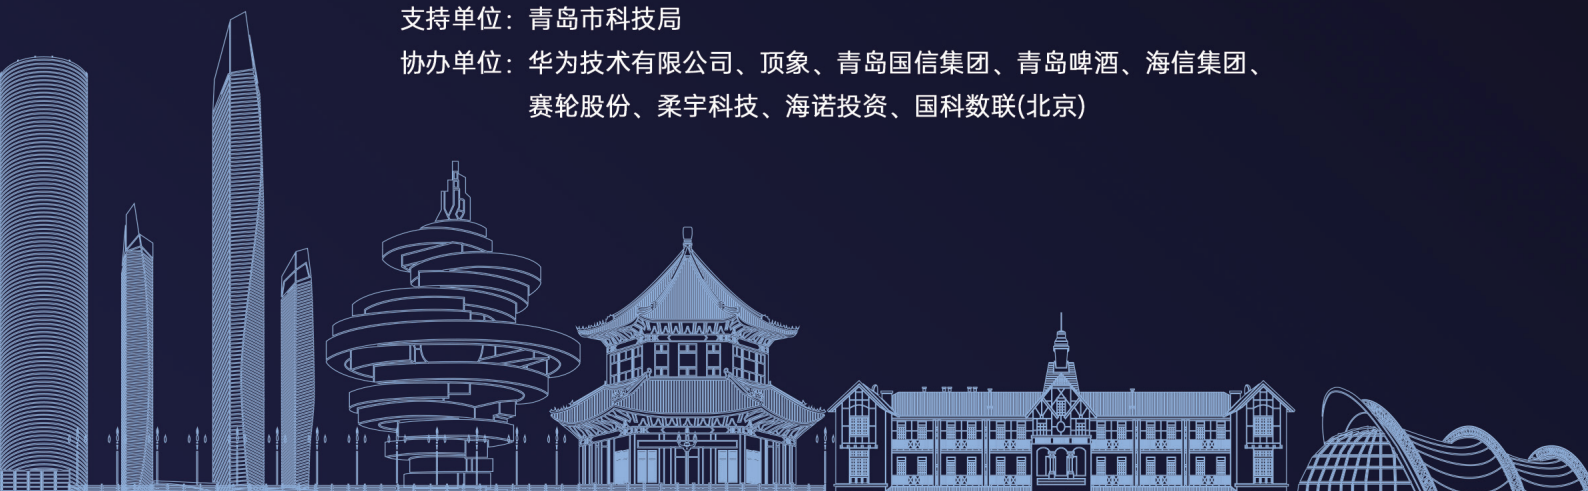 支持单位：青岛市科技局
协办单位：华为技术有限公司、顶象、青岛国信集团、青岛啤酒、海信集团、
赛轮股份、柔宇科技、海诺投资、国科数联(北京)